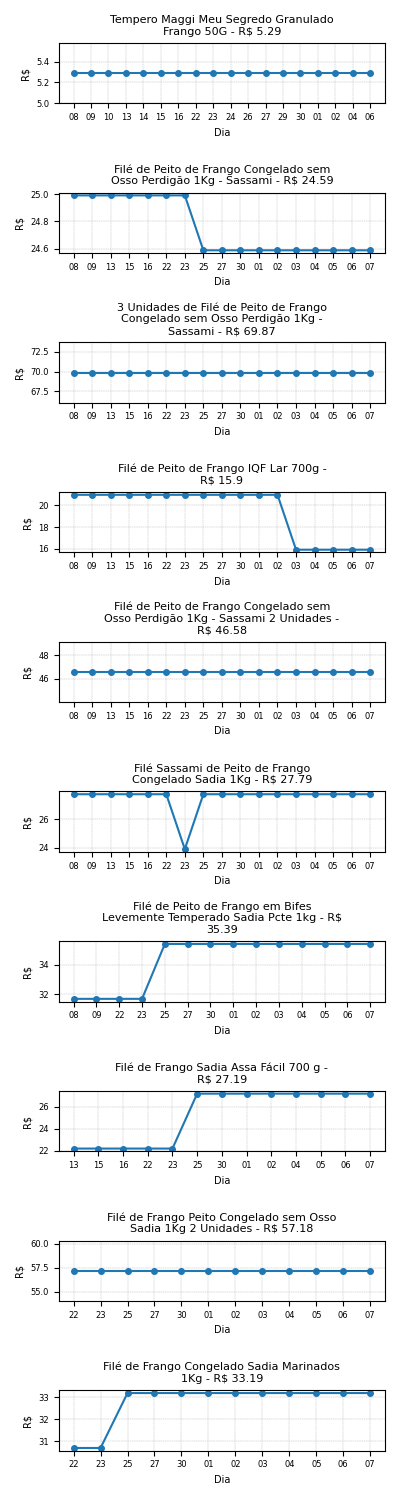 Tempero Maggi Meu Segredo Granulado
Frango 50G - R$ 5.29
5.4
5.2
5.0
R$
08 09 10 13 14 15 16 22 23 24 26 27 29 30 01 02 04 06
Dia
Filé de Peito de Frango Congelado sem
Osso Perdigão 1Kg - Sassami - R$ 24.59
25.0
24.8
24.6
R$
08 09 13 15 16 22 23 25 27 30 01 02 03 04 05 06 07
Dia
3 Unidades de Filé de Peito de Frango
Congelado sem Osso Perdigão 1Kg -
Sassami - R$ 69.87
72.5
70.0
67.5
R$
08 09 13 15 16 22 23 25 27 30 01 02 03 04 05 06 07
Dia
Filé de Peito de Frango IQF Lar 700g -
R$ 15.9
20
18
16
R$
08 09 13 15 16 22 23 25 27 30 01 02 03 04 05 06 07
Dia
Filé de Peito de Frango Congelado sem
Osso Perdigão 1Kg - Sassami 2 Unidades -
R$ 46.58
48
46
R$
08 09 13 15 16 22 23 25 27 30 01 02 03 04 05 06 07
Dia
Filé Sassami de Peito de Frango
Congelado Sadia 1Kg - R$ 27.79
26
24
R$
08 09 13 15 16 22 23 25 27 30 01 02 03 04 05 06 07
Dia
Filé de Peito de Frango em Bifes
Levemente Temperado Sadia Pcte 1kg - R$
35.39
34
32
R$
08 09 22 23 25 27 30 01 02 03 04 05 06 07
Dia
Filé de Frango Sadia Assa Fácil 700 g -
R$ 27.19
26
24
22
R$
13 15 16 22 23 25 30 01 02 04 05 06 07
Dia
Filé de Frango Peito Congelado sem Osso
Sadia 1Kg 2 Unidades - R$ 57.18
60.0
57.5
55.0
R$
22 23 25 27 30 01 02 03 04 05 06 07
Dia
Filé de Frango Congelado Sadia Marinados
1Kg - R$ 33.19
33
32
31
R$
22 23 25 27 30 01 02 03 04 05 06 07
Dia